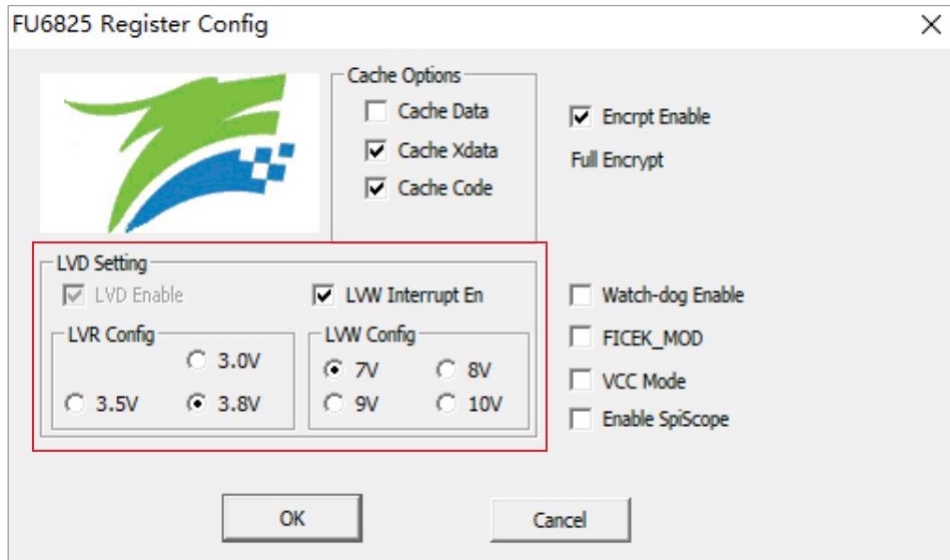 FU6825 Register Config
Cache Options
Cache Data
Cache Xdata
Cache Code
Encrpt Enable
Full Encrypt
LVD Setting
LVD Enable
LVW Interrupt En
LVR Config
3.0V
3.5V 3.8V
LVW Config
7V 8V
9V 10V
Watch-dog Enable
FICEK_MOD
VCC Mode
Enable SpiScope
OK Cancel